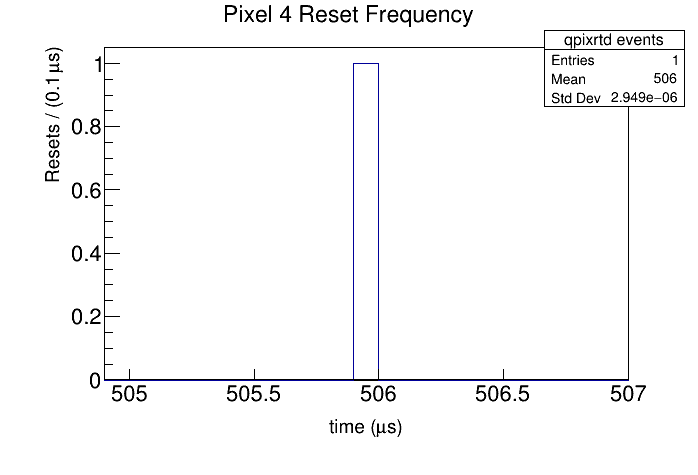 Pixel 4 Reset Frequency
qpixrtd events
Entries 1
Mean 506
Std Dev 2.949e−06
Resets / (0.1 μs)
1
0.8
0.6
0.4
0.2
0
505 505.5 506 506.5 507
time (μs)